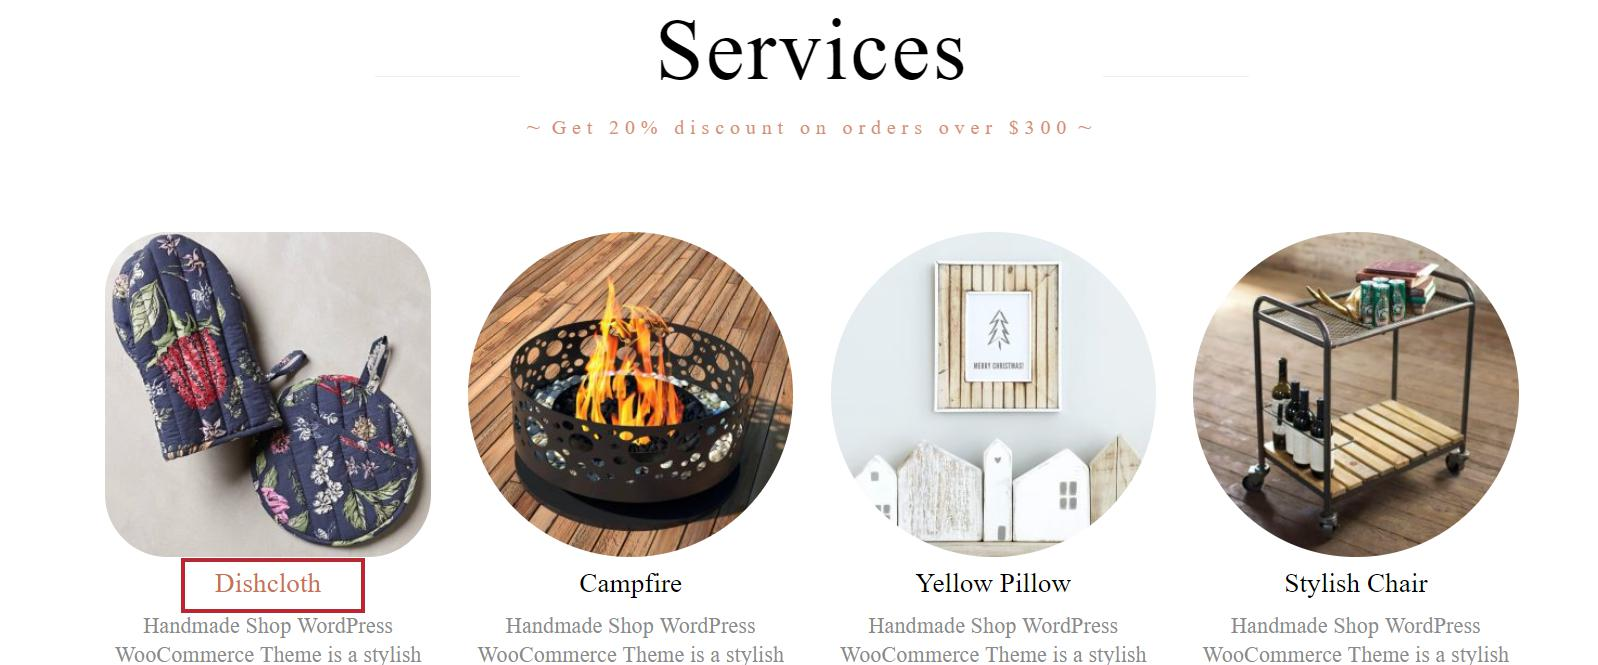 Services
~ Get 20% discount on orders over $300 ~
MERRY CHRISTMAS!
Dishcloth
Campfire
Yellow Pillow
Stylish Chair
Handmade Shop WordPress
WooCommerce Theme is a stylish
Handmade Shop WordPress
WooCommerce Theme is a stylish
Handmade Shop WordPress
WooCommerce Theme is a stylish
Handmade Shop WordPress
WooCommerce Theme is a stylish